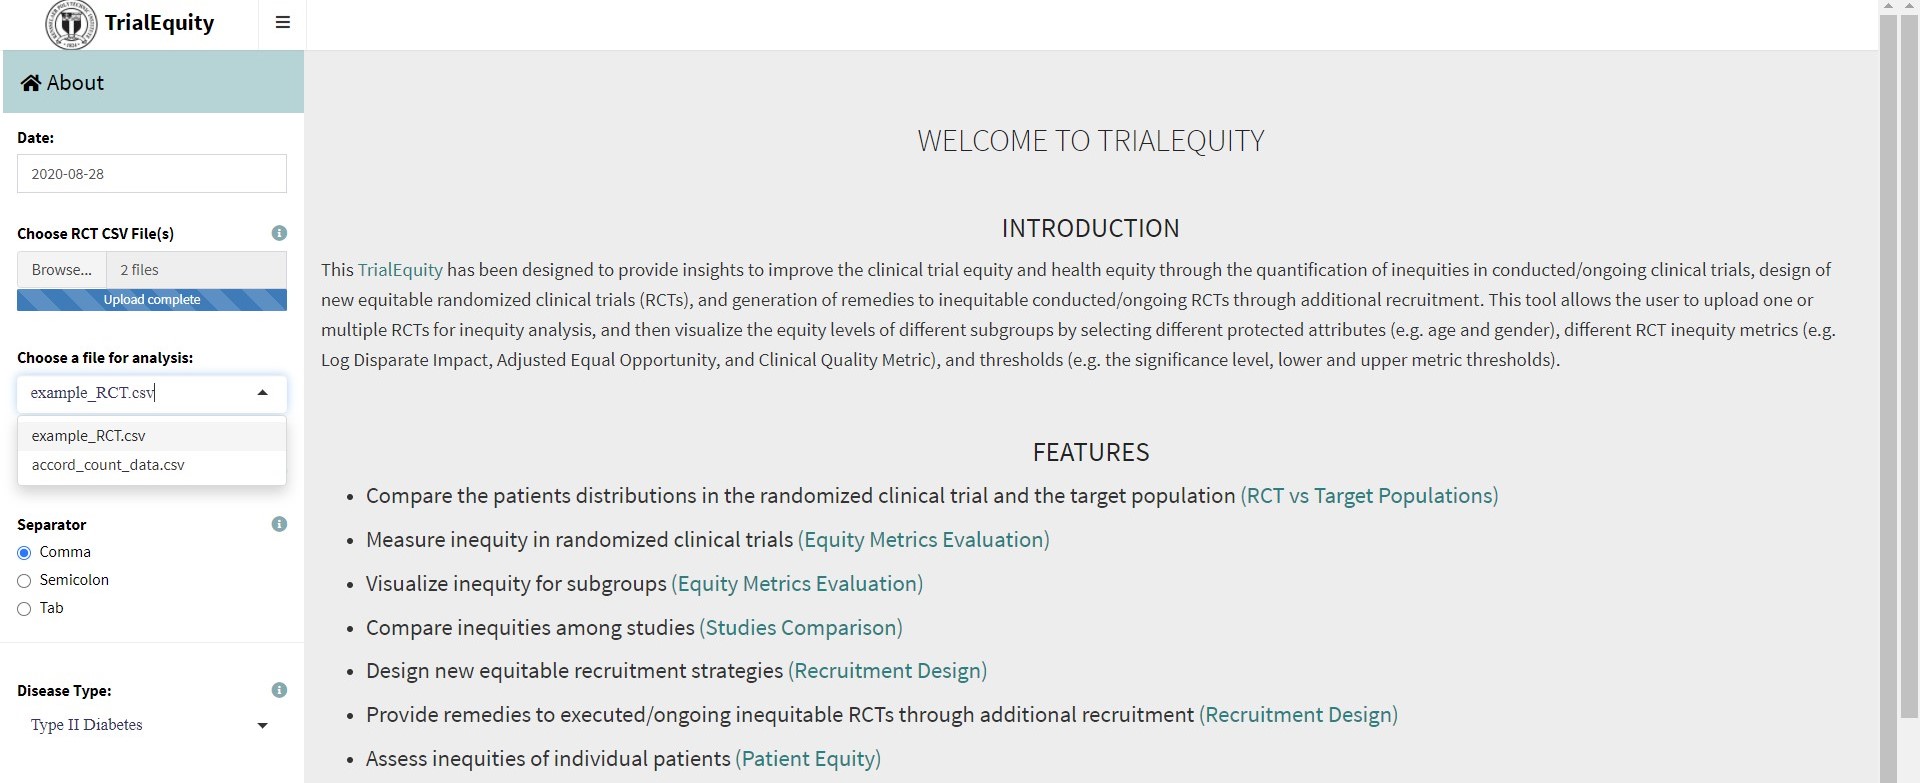 TrialEquity
About
Date:
2020-08-28
Choose RCT CSV File(s)
Browse... 2 files
Upload complete
Choose a file for analysis:
example_RCT.csv
example_RCT.csv
accord_count_data.csv
Separator
Comma
Semicolon
Tab
Disease Type:
Type II Diabetes
WELCOME TO TRIALEQUITY
INTRODUCTION
This TrialEquity has been designed to provide insights to improve the clinical trial equity and health equity through the quantification of inequities in conducted/ongoing clinical trials, design of
new equitable randomized clinical trials (RCTs), and generation of remedies to inequitable conducted/ongoing RCTs through additional recruitment. This tool allows the user to upload one or
multiple RCTs for inequity analysis, and then visualize the equity levels of different subgroups by selecting different protected attributes (e.g. age and gender), different RCT inequity metrics (e.g.
Log Disparate Impact, Adjusted Equal Opportunity, and Clinical Quality Metric), and thresholds (e.g. the significance level, lower and upper metric thresholds).
FEATURES
• Compare the patients distributions in the randomized clinical trial and the target population (RCT vs Target Populations)
• Measure inequity in randomized clinical trials (Equity Metrics Evaluation)
• Visualize inequity for subgroups (Equity Metrics Evaluation)
• Compare inequities among studies (Studies Comparison)
• Design new equitable recruitment strategies (Recruitment Design)
• Provide remedies to executed/ongoing inequitable RCTs through additional recruitment (Recruitment Design)
• Assess inequities of individual patients (Patient Equity)